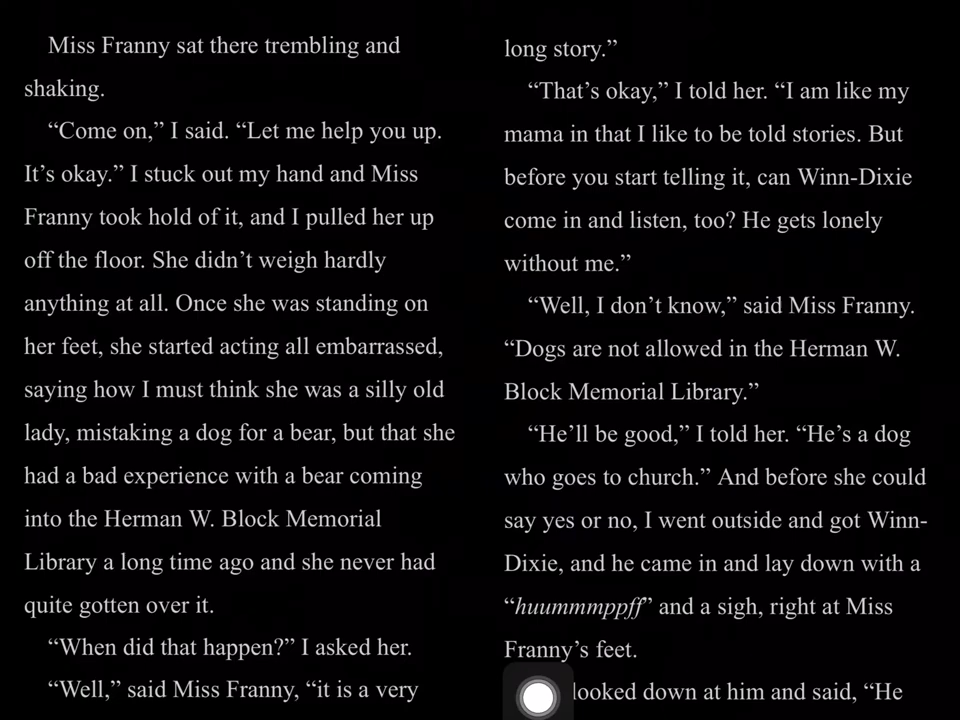 Miss Franny sat there trembling and
shaking.
“Come on,” I said. “Let me help you up.
It’s okay.” I stuck out my hand and Miss
Franny took hold of it, and I pulled her up
off the floor. She didn’t weigh hardly
anything at all. Once she was standing on
her feet, she started acting all embarrassed,
saying how I must think she was a silly old
lady, mistaking a dog for a bear, but that she
had a bad experience with a bear coming
into the Herman W. Block Memorial
Library a long time ago and she never had
quite gotten over it.
“When did that happen?” I asked her.
“Well,” said Miss Franny, “it is a very
long story.”
“That’s okay,” I told her. “I am like my
mama in that I like to be told stories. But
before you start telling it, can Winn-Dixie
come in and listen, too? He gets lonely
without me.”
“Well, I don’t know,” said Miss Franny.
“Dogs are not allowed in the Herman W.
Block Memorial Library.”
“He’ll be good,” I told her. “He’s a dog
who goes to church.” And before she could
say yes or no, I went outside and got Winn-
Dixie, and he came in and lay down with a
“huummmppff” and a sigh, right at Miss
Franny’s feet.
looked down at him and said, “He